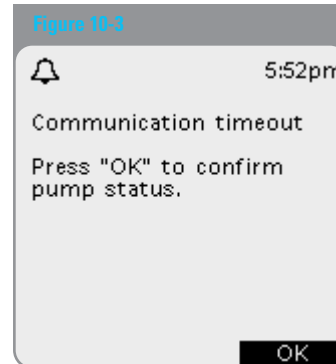 Figure 10-3
5:52pm
Communication timeout
Press "OK" to confirm
pump status.
OK